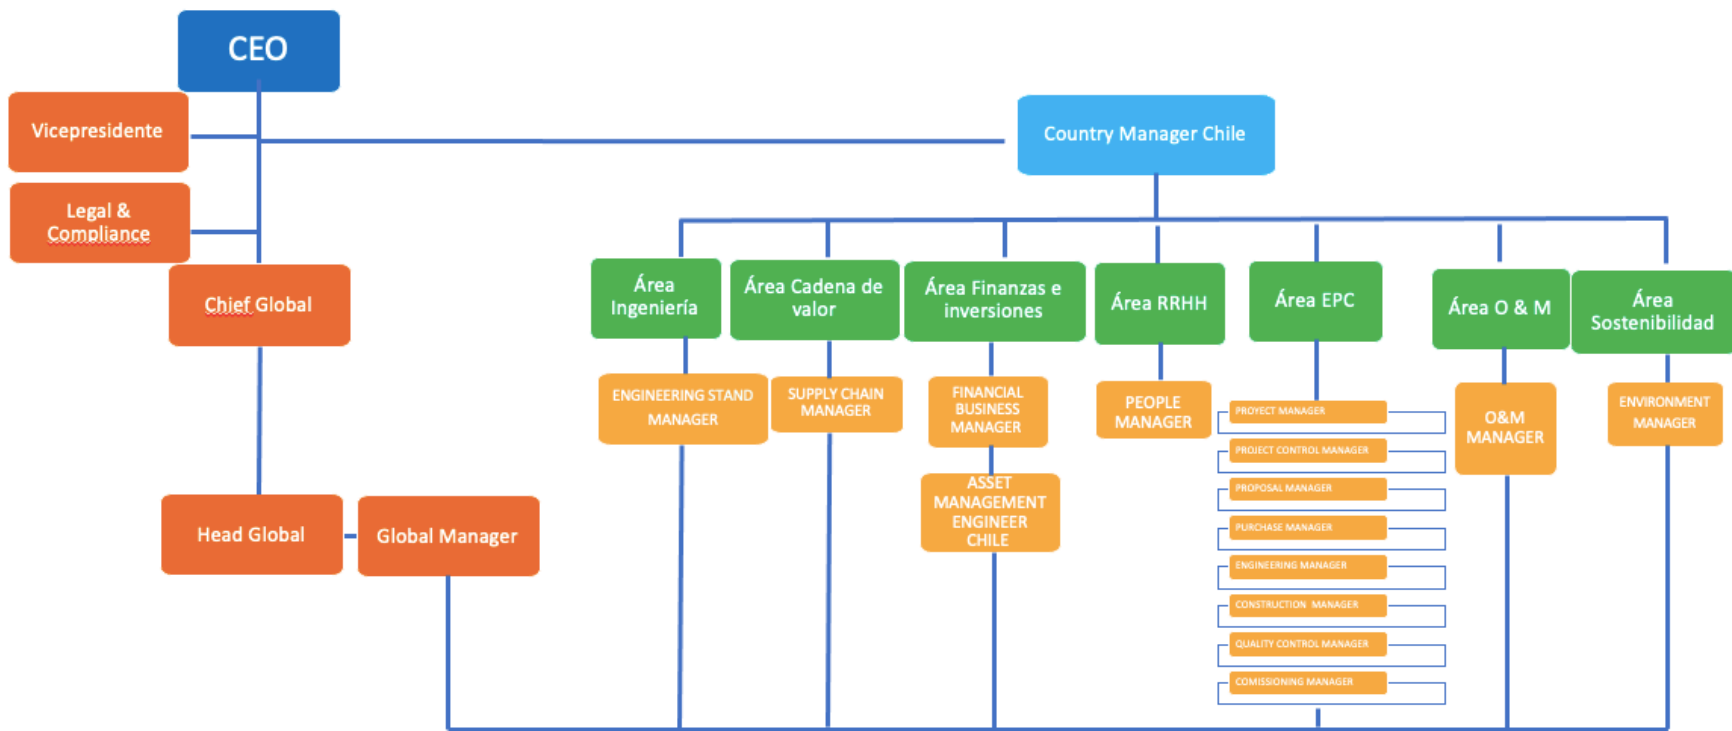 CEO
Vicepresidente
Country Manager Chile
Legal &
Compliance
Chief Global
Área
Ingeniería
Área Cadena de
valor
Área Finanzas e
inversiones
Área RRHH
Área EPC
Área O & M
Área
Sostenibilidad
ENGINEERING STAND
MANAGER
SUPPLY CHAIN
MANAGER
FINANCIAL
BUSINESS
MANAGER
PEOPLE
MANAGER
PROYECT MANAGER
PROJECT CONTROL MANAGER
PROPOSAL MANAGER
PURCHASE MANAGER
ENGINEERING MANAGER
CONSTRUCTION MANAGER
QUALITY CONTROL MANAGER
COMISSIONING MANAGER
O&M
MANAGER
ENVIRONMENT
MANAGER
ASSET
MANAGEMENT
ENGINEER
CHILE
Head Global
Global Manager